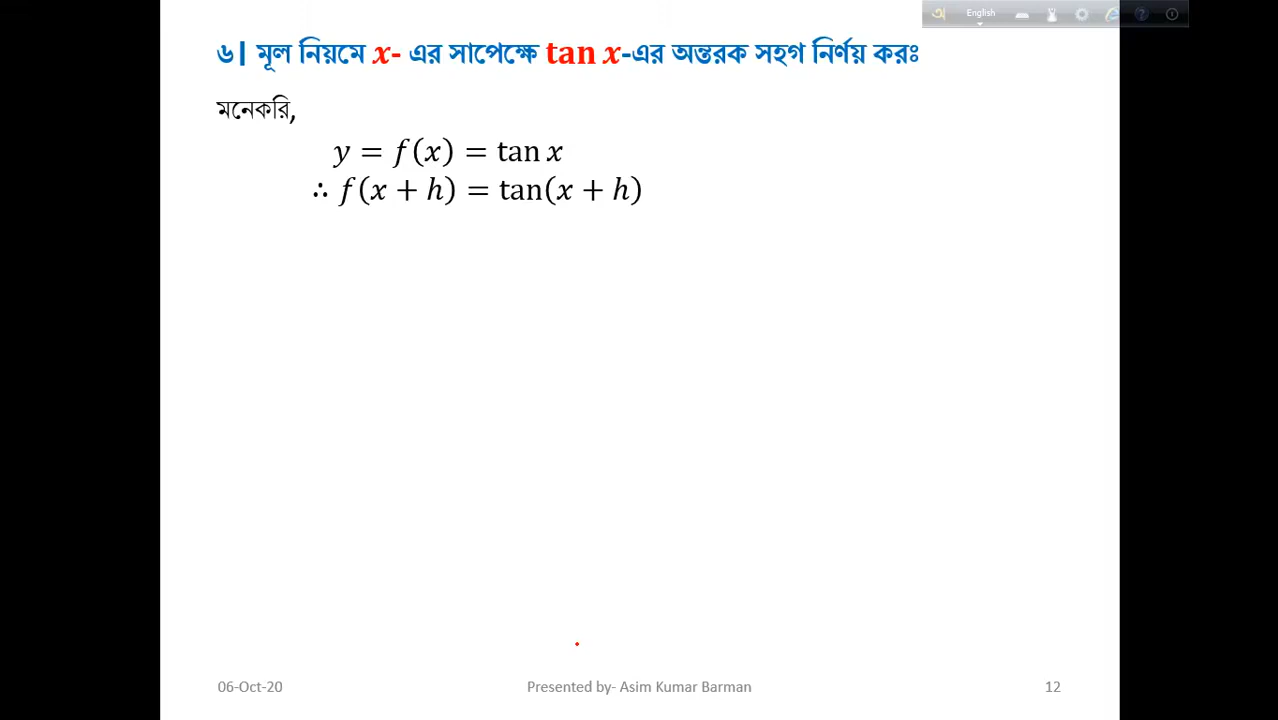 অ English
৬| মূল নিয়মে x- এর সাপেক্ষে tan x-এর অন্তরক সহগ নির্ণয় করঃ
মনেকরি,
y = f(x) = tan x
∴ f(x + h) = tan(x + h)
06-Oct-20 Presented by- Asim Kumar Barman 12